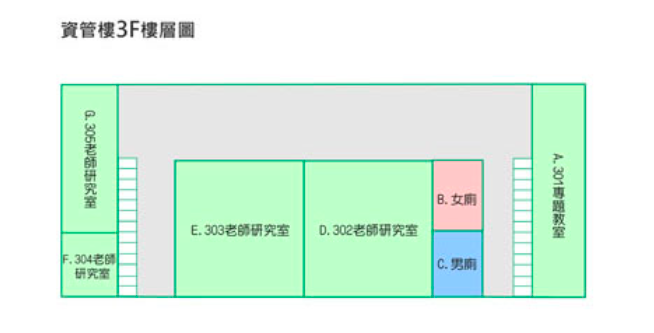 資管樓3F樓層圖
G.305老師研究室
F.304老師
研究室
E.303老師研究室
D.302老師研究室
B.女廁
C.男廁
A.301專題教室